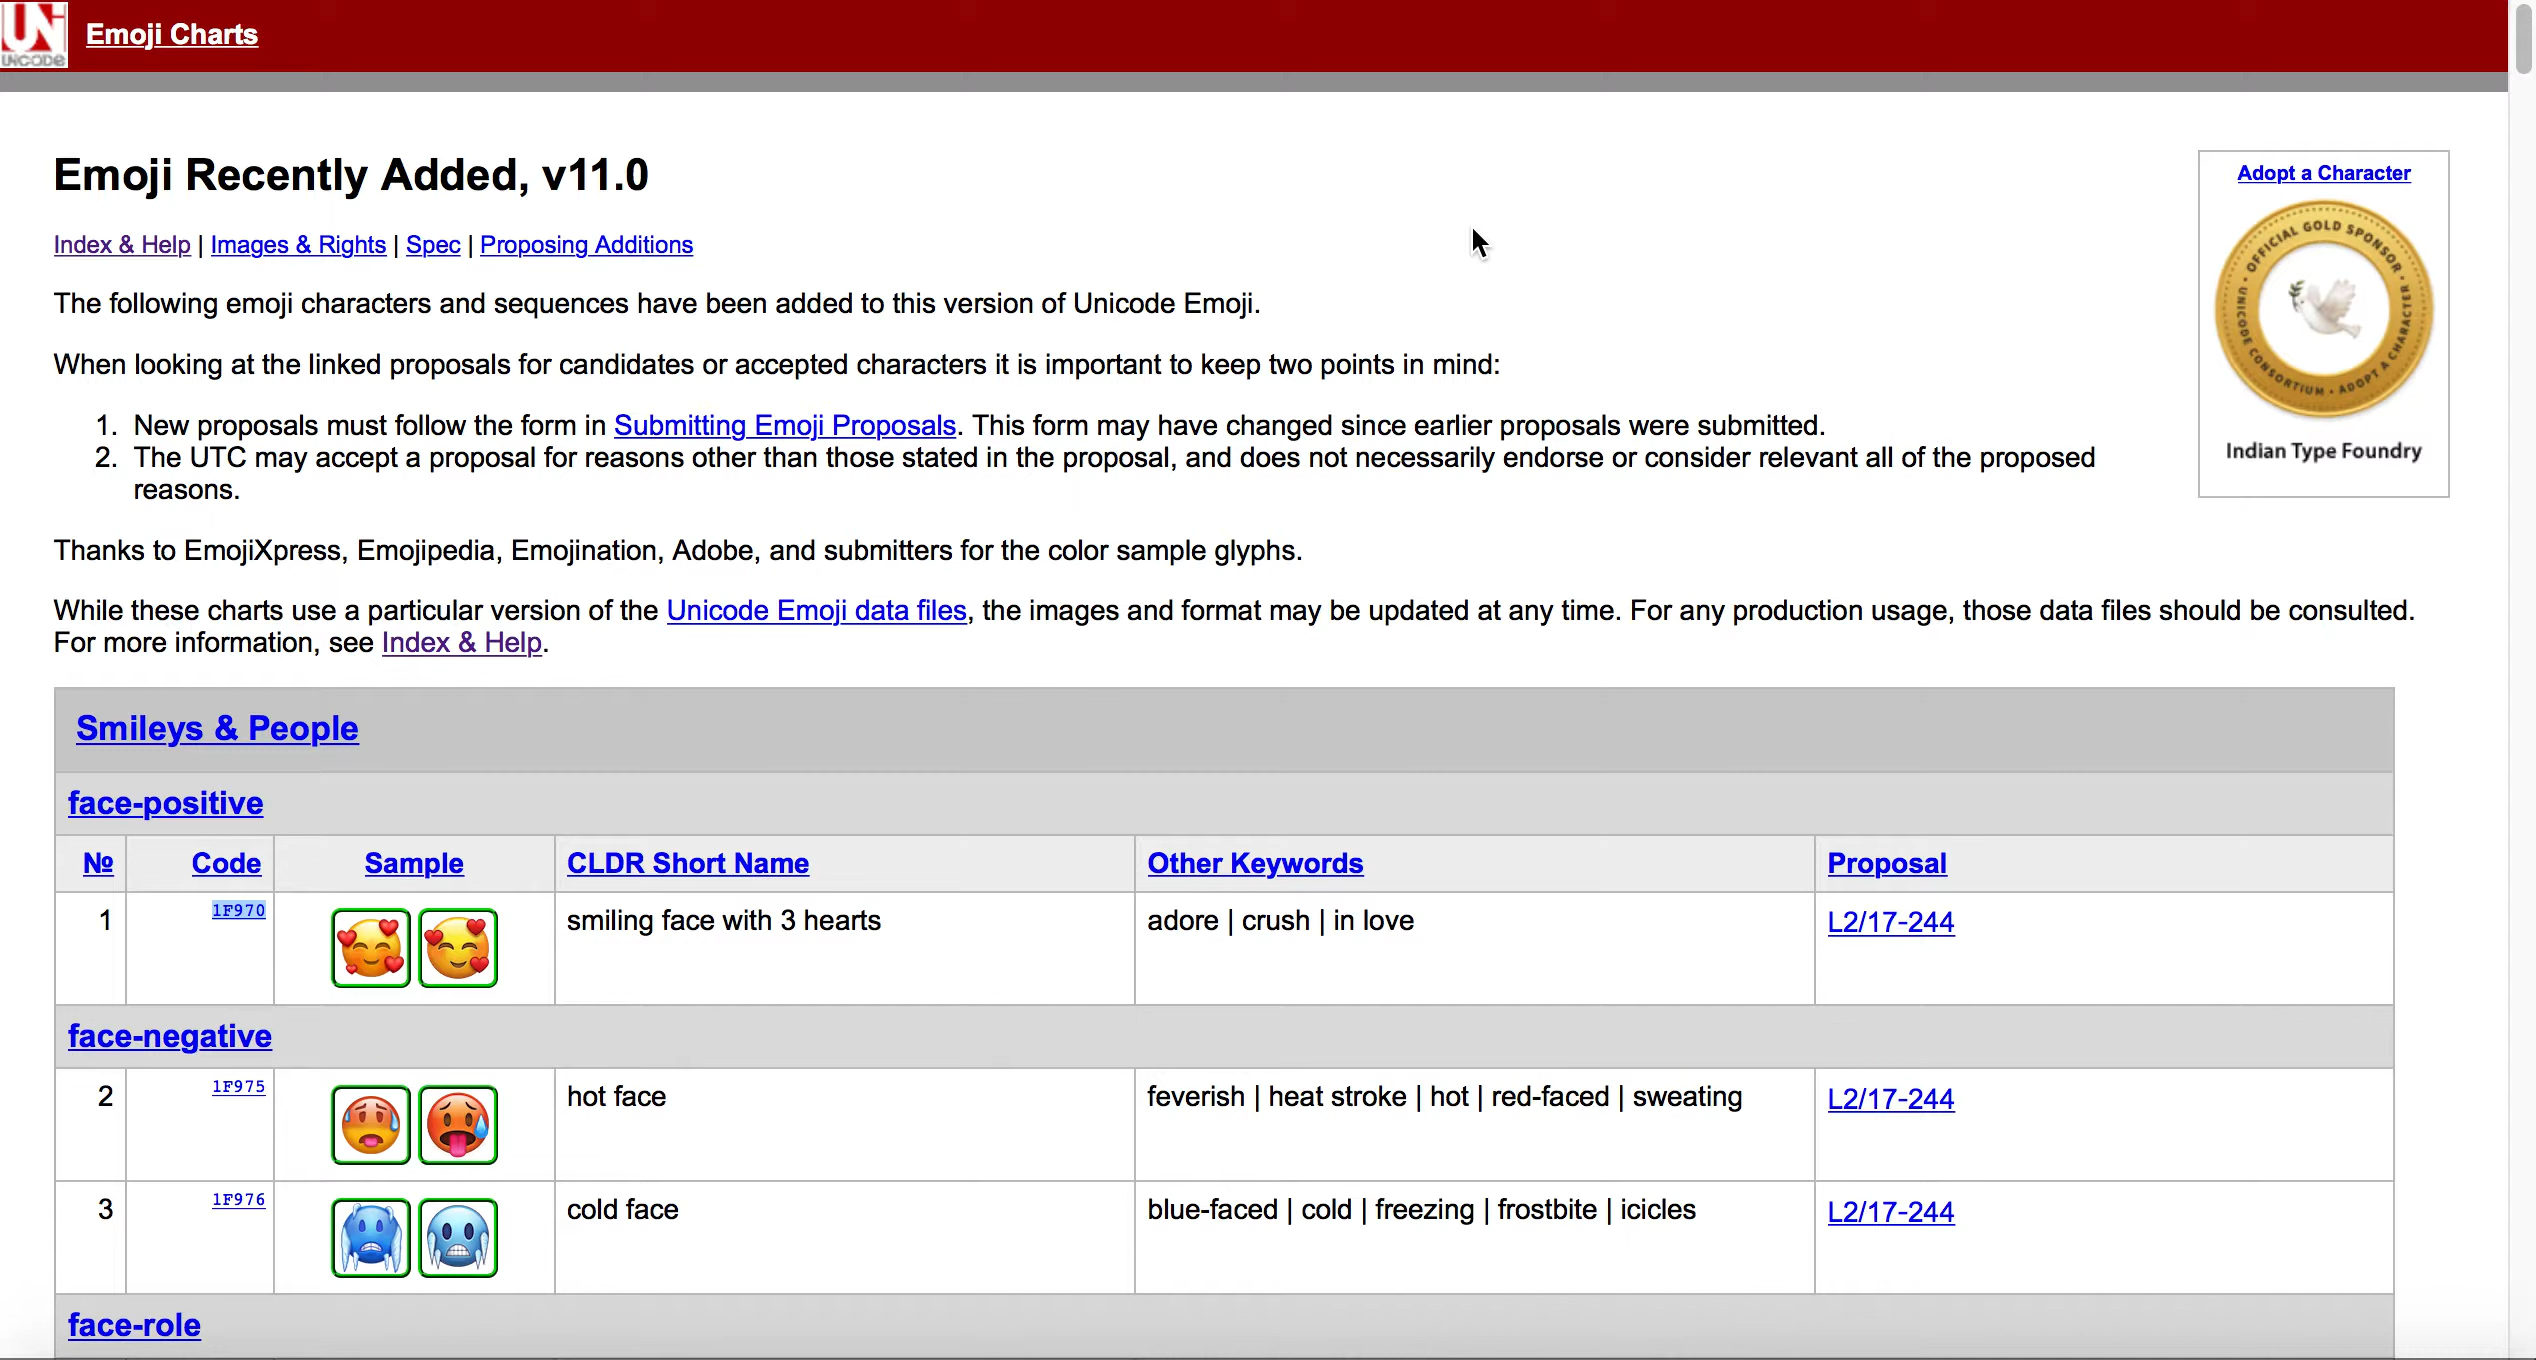 UNICODE
Emoji Charts
Emoji Recently Added, v11.0
Index & Help | Images & Rights | Spec | Proposing Additions
The following emoji characters and sequences have been added to this version of Unicode Emoji.
When looking at the linked proposals for candidates or accepted characters it is important to keep two points in mind:
1. New proposals must follow the form in Submitting Emoji Proposals. This form may have changed since earlier proposals were submitted.
2. The UTC may accept a proposal for reasons other than those stated in the proposal, and does not necessarily endorse or consider relevant all of the proposed
reasons.
Adopt a Character
OFFICIAL GOLD SPONSOR • UNICODE CONSORTIUM • ADOPT A CHARACTER •
Indian Type Foundry
Thanks to EmojiXpress, Emojipedia, Emojination, Adobe, and submitters for the color sample glyphs.
While these charts use a particular version of the Unicode Emoji data files, the images and format may be updated at any time. For any production usage, those data files should be consulted.
For more information, see Index & Help.
Smileys & People
face-positive
№ Code Sample CLDR Short Name Other Keywords Proposal
1 1F970 smiling face with 3 hearts adore | crush | in love L2/17-244
face-negative
2 1F975 hot face feverish | heat stroke | hot | red-faced | sweating L2/17-244
3 1F976 cold face blue-faced | cold | freezing | frostbite | icicles L2/17-244
face-role